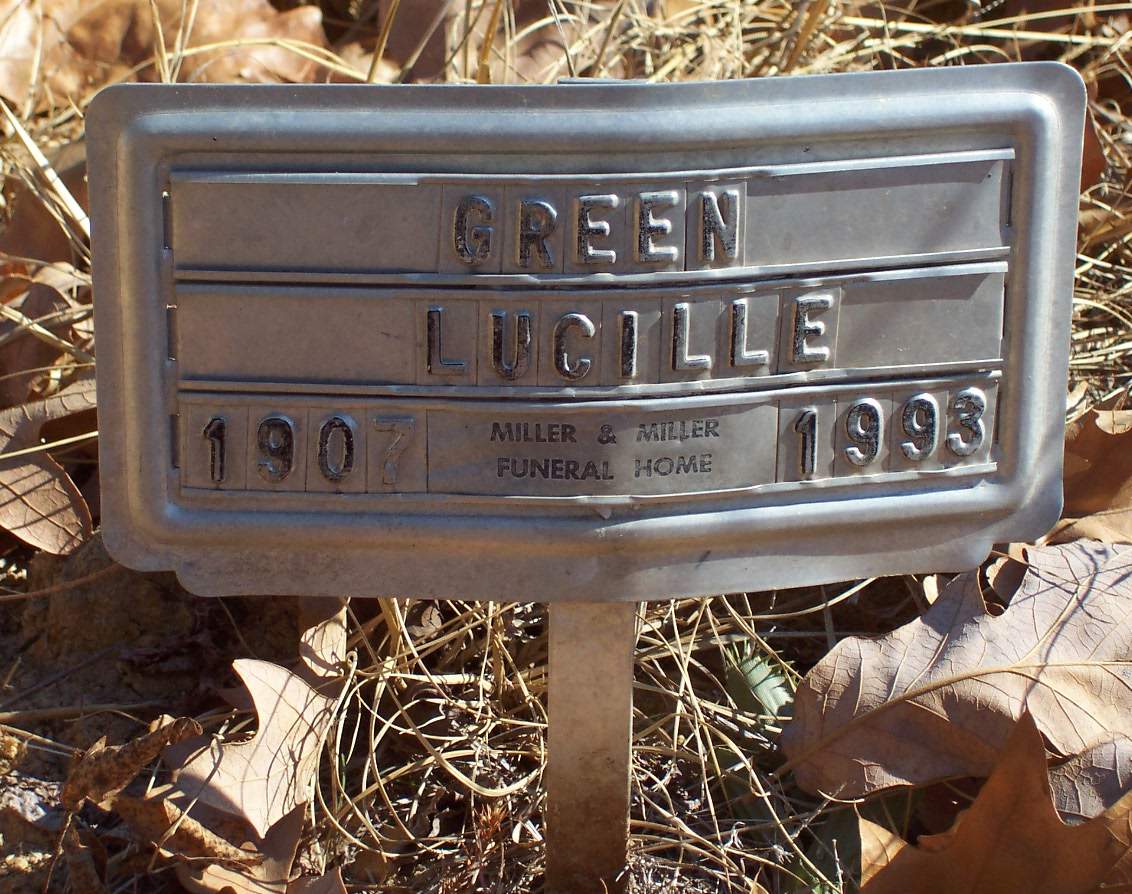 GREEN
LUCILLE
1907 MILLER & MILLER 1993
FUNERAL HOME